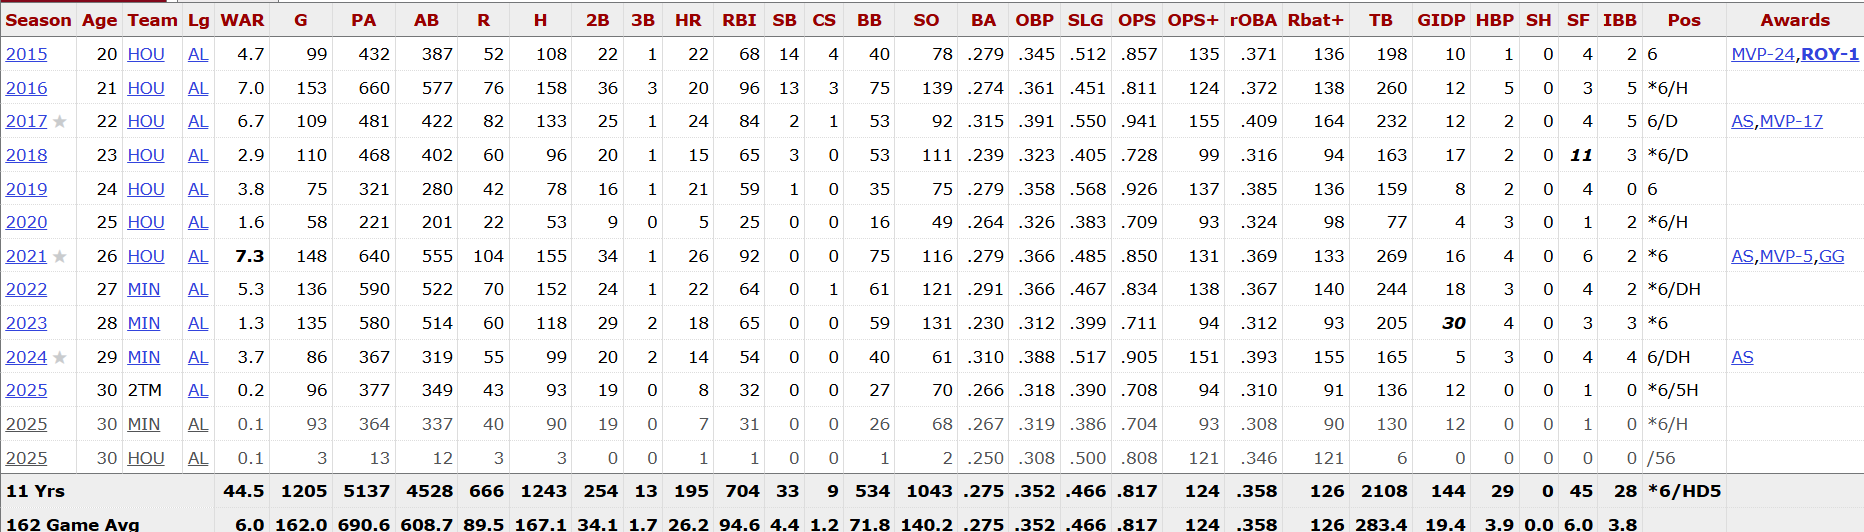 Season Age Team Lg WAR G PA AB R H 2B 3B HR RBI SB CS BB SO BA OBP SLG OPS OPS+ rOBA Rbat+ TB GIDP HBP SH SF IBB Pos Awards
2015 20 HOU AL 4.7 99 432 387 52 108 22 1 22 68 14 4 40 78 .279 .345 .512 .857 135 .371 136 198 10 1 0 4 2 6 MVP-24,ROY-1
2016 21 HOU AL 7.0 153 660 577 76 158 36 3 20 96 13 3 75 139 .274 .361 .451 .811 124 .372 138 260 12 5 0 3 5 *6/H
2017 ★ 22 HOU AL 6.7 109 481 422 82 133 25 1 24 84 2 1 53 92 .315 .391 .550 .941 155 .409 164 232 12 2 0 4 5 6/D AS,MVP-17
2018 23 HOU AL 2.9 110 468 402 60 96 20 1 15 65 3 0 53 111 .239 .323 .405 .728 99 .316 94 163 17 2 0 11 3 *6/D
2019 24 HOU AL 3.8 75 321 280 42 78 16 1 21 59 1 0 35 75 .279 .358 .568 .926 137 .385 136 159 8 2 0 4 0 6
2020 25 HOU AL 1.6 58 221 201 22 53 9 0 5 25 0 0 16 49 .264 .326 .383 .709 93 .324 98 77 4 3 0 1 2 *6/H
2021 ★ 26 HOU AL 7.3 148 640 555 104 155 34 1 26 92 0 0 75 116 .279 .366 .485 .850 131 .369 133 269 16 4 0 6 2 *6 AS,MVP-5,GG
2022 27 MIN AL 5.3 136 590 522 70 152 24 1 22 64 0 1 61 121 .291 .366 .467 .834 138 .367 140 244 18 3 0 4 2 *6/DH
2023 28 MIN AL 1.3 135 580 514 60 118 29 2 18 65 0 0 59 131 .230 .312 .399 .711 94 .312 93 205 30 4 0 3 3 *6
2024 ★ 29 MIN AL 3.7 86 367 319 55 99 20 2 14 54 0 0 40 61 .310 .388 .517 .905 151 .393 155 165 5 3 0 4 4 6/DH AS
2025 30 2TM AL 0.2 96 377 349 43 93 19 0 8 32 0 0 27 70 .266 .318 .390 .708 94 .310 91 136 12 0 0 1 0 *6/5H
2025 30 MIN AL 0.1 93 364 337 40 90 19 0 7 31 0 0 26 68 .267 .319 .386 .704 93 .308 90 130 12 0 0 1 0 *6/H
2025 30 HOU AL 0.1 3 13 12 3 3 0 0 1 1 0 0 1 2 .250 .308 .500 .808 121 .346 121 6 0 0 0 0 0 /56
11 Yrs 44.5 1205 5137 4528 666 1243 254 13 195 704 33 9 534 1043 .275 .352 .466 .817 124 .358 126 2108 144 29 0 45 28 *6/HD5
162 Game Avg 6.0 162.0 690.6 608.7 89.5 167.1 34.1 1.7 26.2 94.6 4.4 1.2 71.8 140.2 .275 .352 .466 .817 124 .358 126 283.4 19.4 3.9 0.0 6.0 3.8